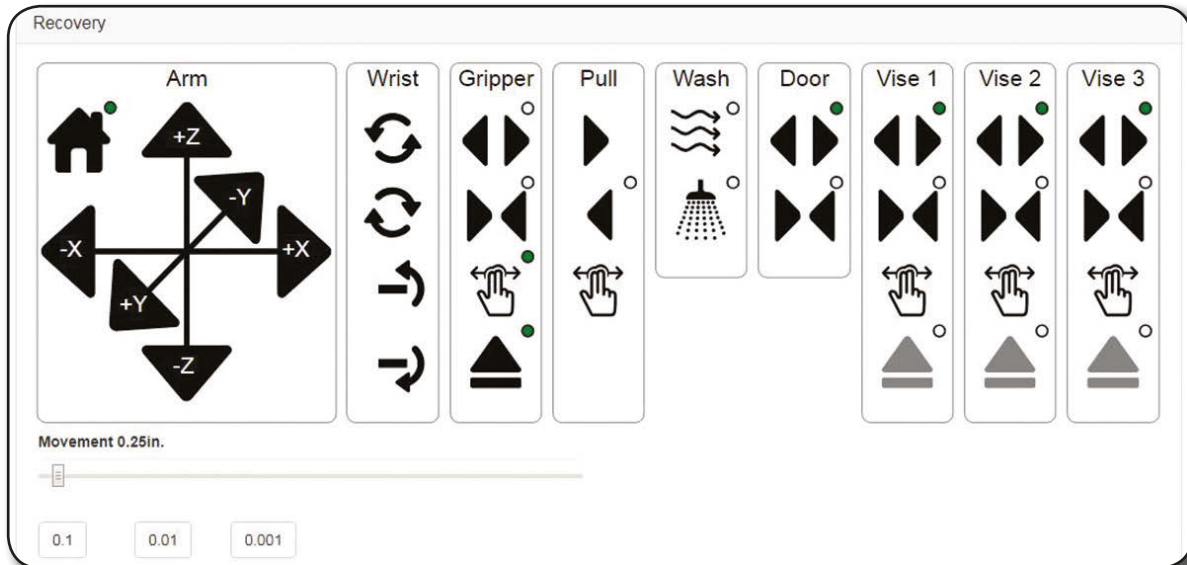 Recovery
Arm
Wrist
Gripper
Pull
Wash
Door
Vise 1
Vise 2
Vise 3
+Z
-Y
-X
+X
+Y
-Z
Movement 0.25in.
0.1
0.01
0.001